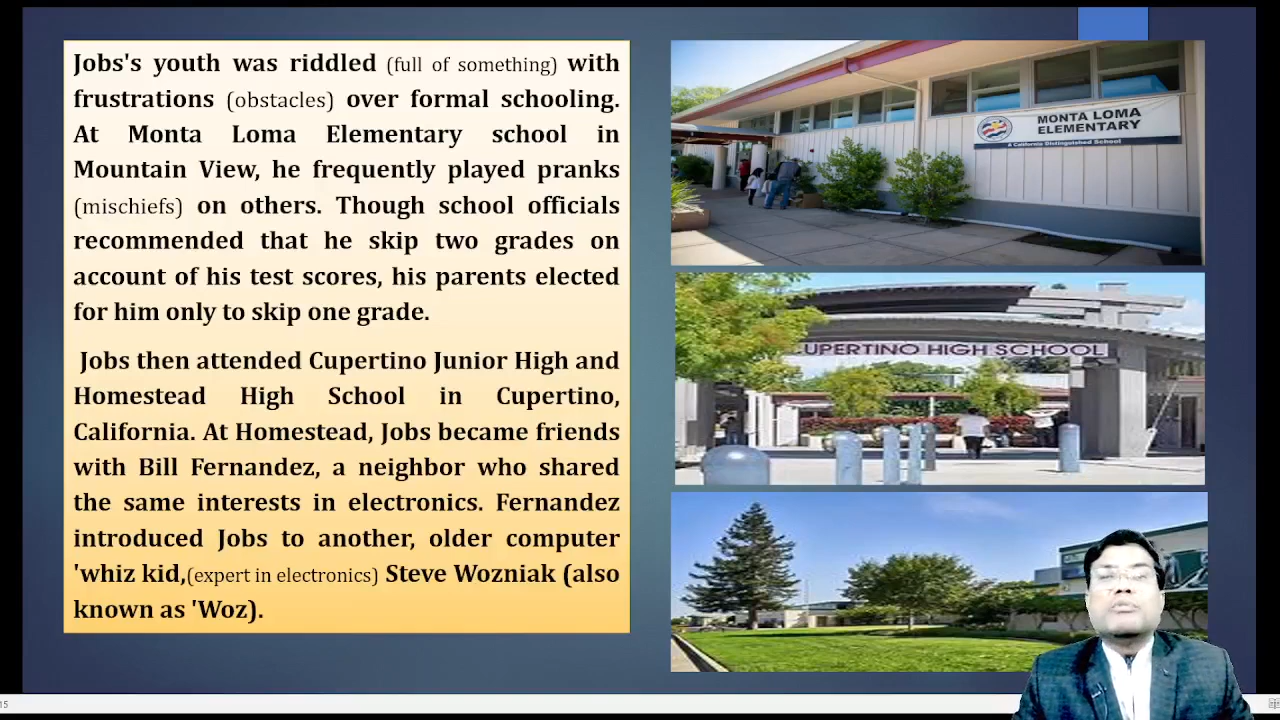 Jobs's youth was riddled (full of something) with
frustrations (obstacles) over formal schooling.
At Monta Loma Elementary school in
Mountain View, he frequently played pranks
(mischiefs) on others. Though school officials
recommended that he skip two grades on
account of his test scores, his parents elected
for him only to skip one grade.
Jobs then attended Cupertino Junior High and
Homestead High School in Cupertino,
California. At Homestead, Jobs became friends
with Bill Fernandez, a neighbor who shared
the same interests in electronics. Fernandez
introduced Jobs to another, older computer
'whiz kid,(expert in electronics) Steve Wozniak (also
known as 'Woz).
MONTA LOMA
ELEMENTARY
A California Distinguished School
CUPERTINO HIGH SCHOOL
15